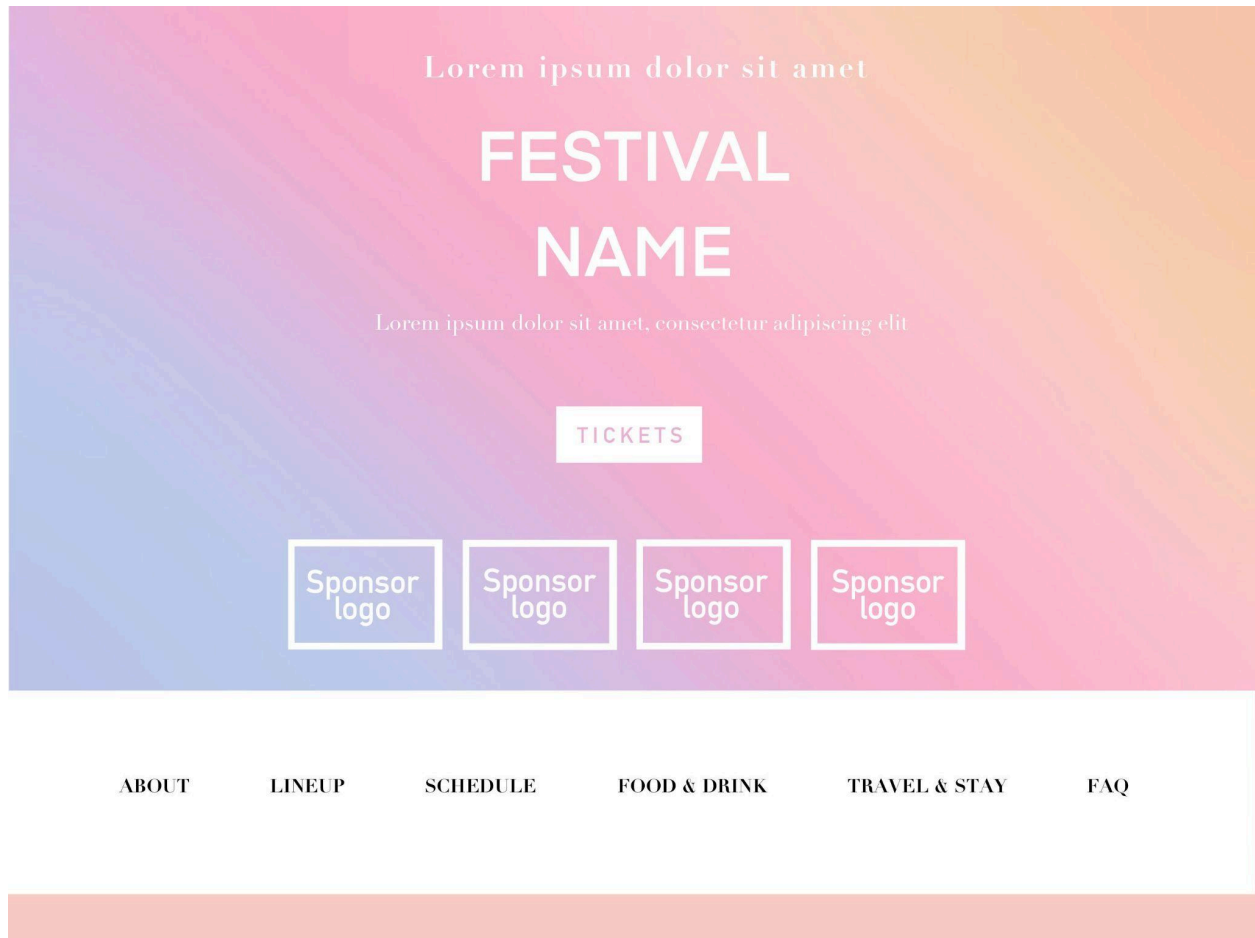 Lorem ipsum dolor sit amet
FESTIVAL
NAME
Lorem ipsum dolor sit amet, consectetur adipiscing elit
TICKETS
Sponsor
logo
Sponsor
logo
Sponsor
logo
Sponsor
logo
ABOUT LINEUP SCHEDULE FOOD & DRINK TRAVEL & STAY FAQ